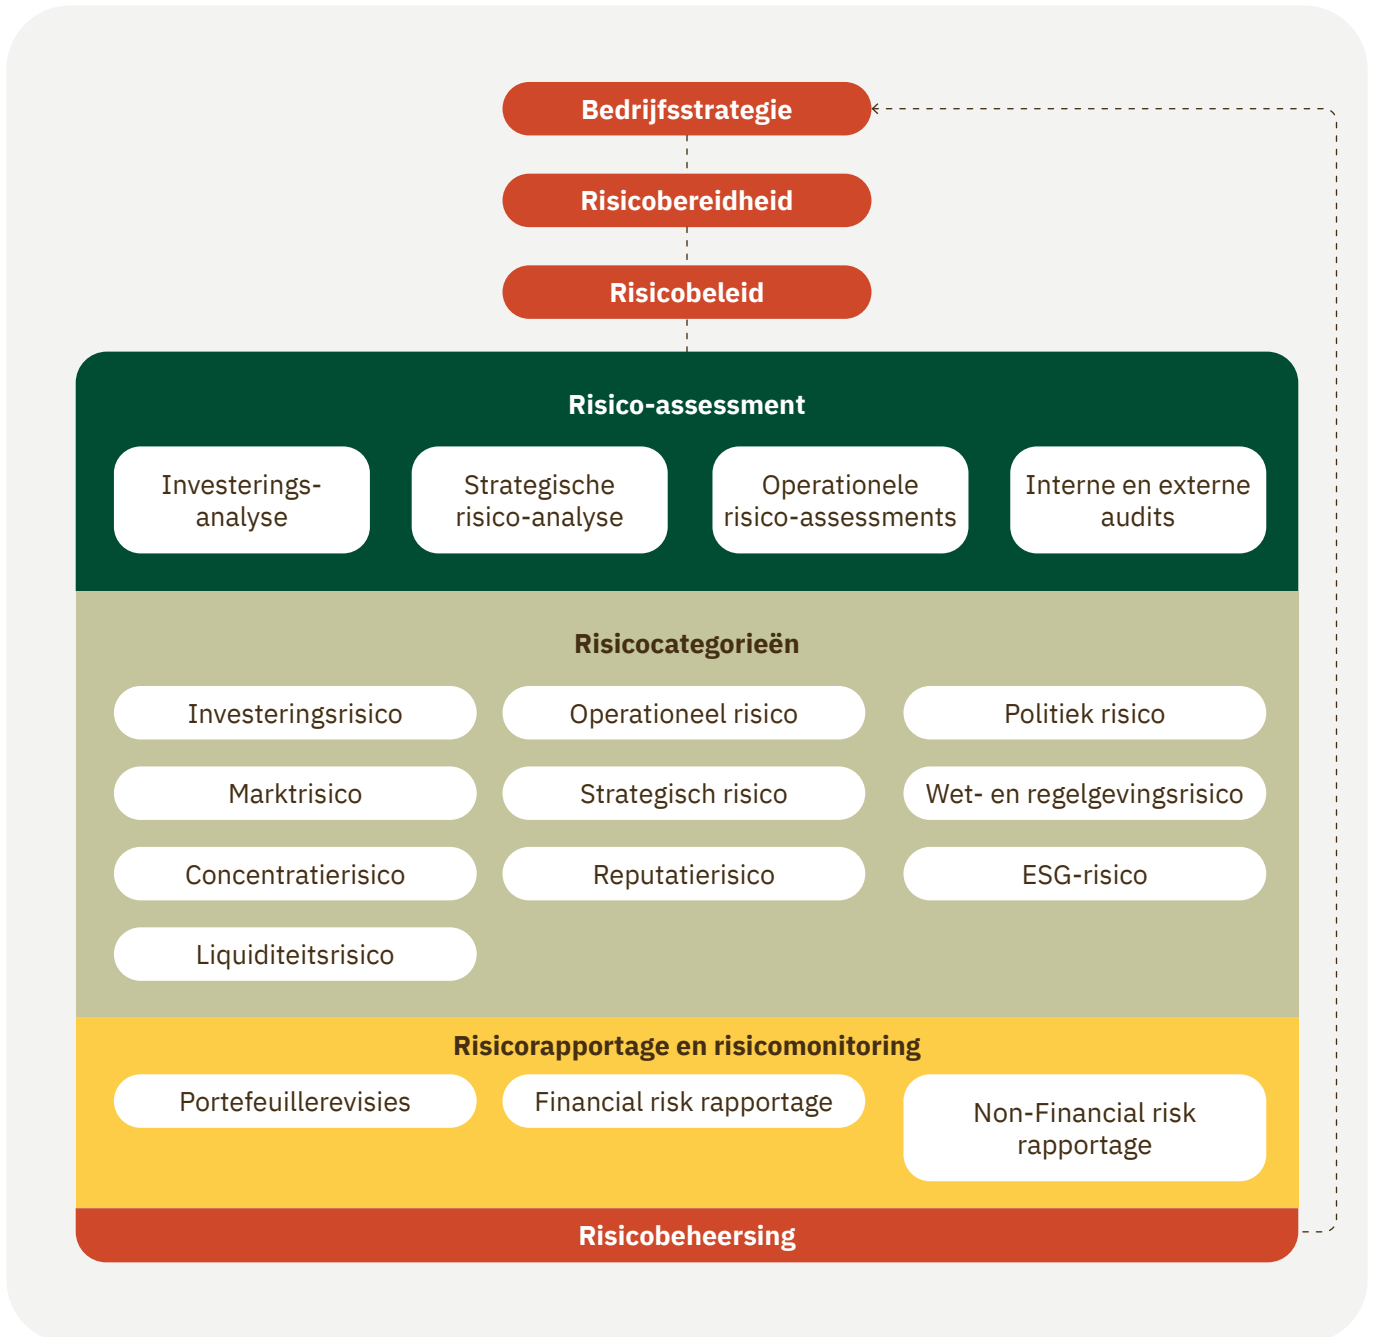 Bedrijfsstrategie
Risicobereidheid
Risicobeleid
Risico-assessment
Investerings-
analyse
Strategische
risico-analyse
Operationele
risico-assessments
Interne en externe
audits
Risicocategorieën
Investeringsrisico
Operationeel risico
Politiek risico
Marktrisico
Strategisch risico
Wet- en regelgevingsrisico
Concentratierisico
Reputatierisico
ESG-risico
Liquiditeitsrisico
Risicorapportage en risicomonitoring
Portefeuillerevisies
Financial risk rapportage
Non-Financial risk
rapportage
Risicobeheersing